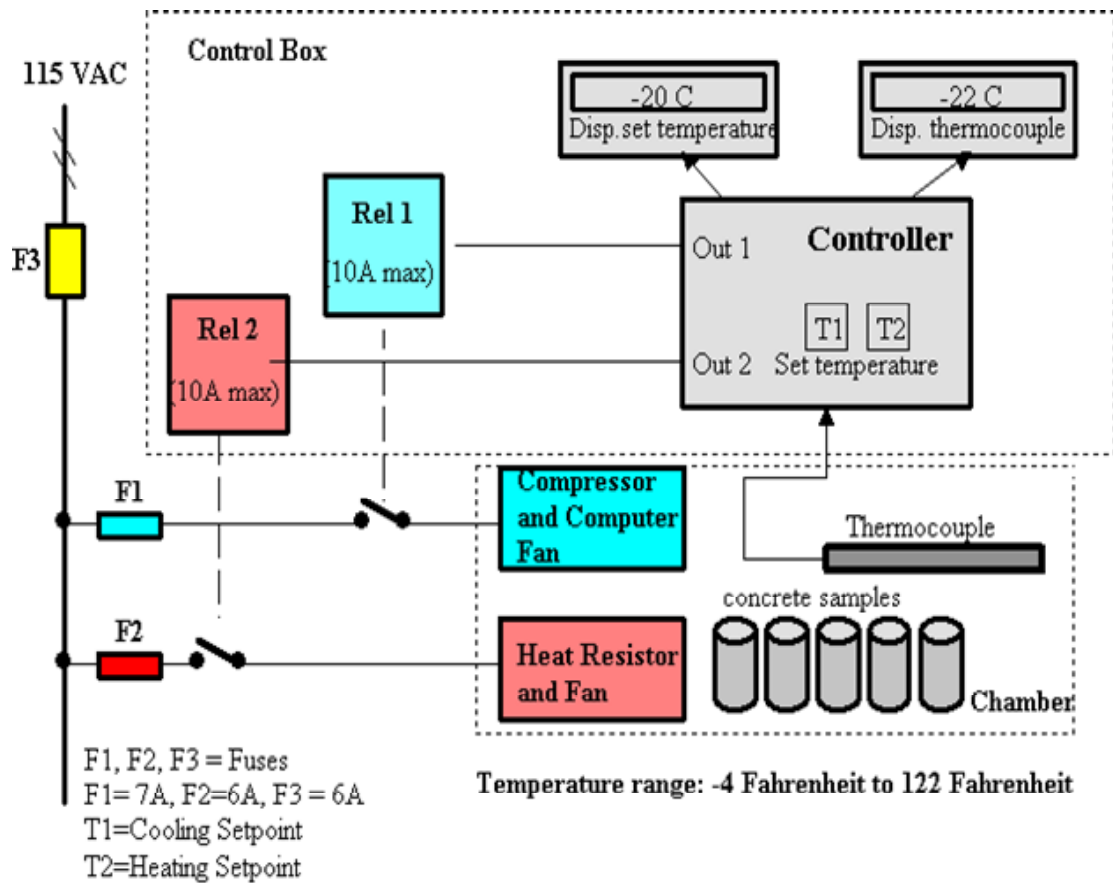 Control Box
115 VAC
-20 C
Disp.set temperature
-22 C
Disp. thermocouple
Rel 1
(10A max)
F3
Controller
Out 1
T1 T2
Out 2 Set temperature
Rel 2
(10A max)
F1
Compressor
and Computer
Fan
Thermocouple
concrete samples
F2
Heat Resistor
and Fan
Chamber
F1, F2, F3 = Fuses
F1= 7A, F2=6A, F3 = 6A
T1=Cooling Setpoint
T2=Heating Setpoint
Temperature range: -4 Fahrenheit to 122 Fahrenheit